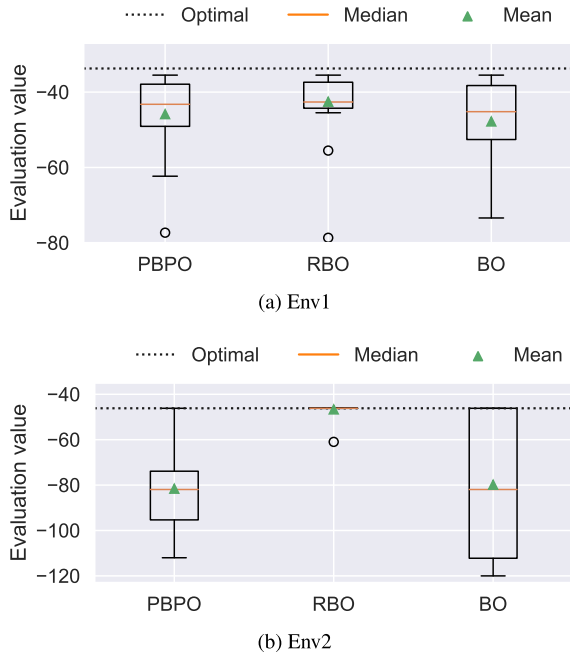 Optimal Median Mean
Evaluation value
−40
−60
−80
PBPO RBO BO
(a) Env1
Optimal Median Mean
Evaluation value
−40
−60
−80
−100
−120
PBPO RBO BO
(b) Env2